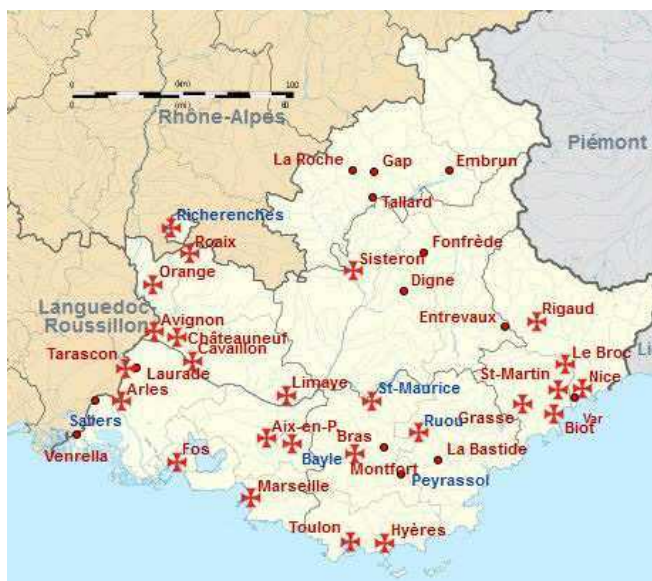 0 (km) 100
0 (mi) 60
Rhône-Alpes
Piémont
La Roche
Gap
Embrun
Tallard
Richerenches
Roaix
Fonfrède
Sisteron
Orange
Digne
Languedoc
Roussillon
Entrevaux
Rigaud
Avignon
Châteauneuf
Cavaillon
Tarascon
Laurade
Le Broc
Limaye
St-Maurice
St-Martin
Nice
Arles
Grasse
Saliers
Aix-en-P.
Ruou
Biot
Var
Bras
Venrella
Fos
Bayle
Montfort
La Bastide
Peyrassol
Marseille
Toulon
Hyères